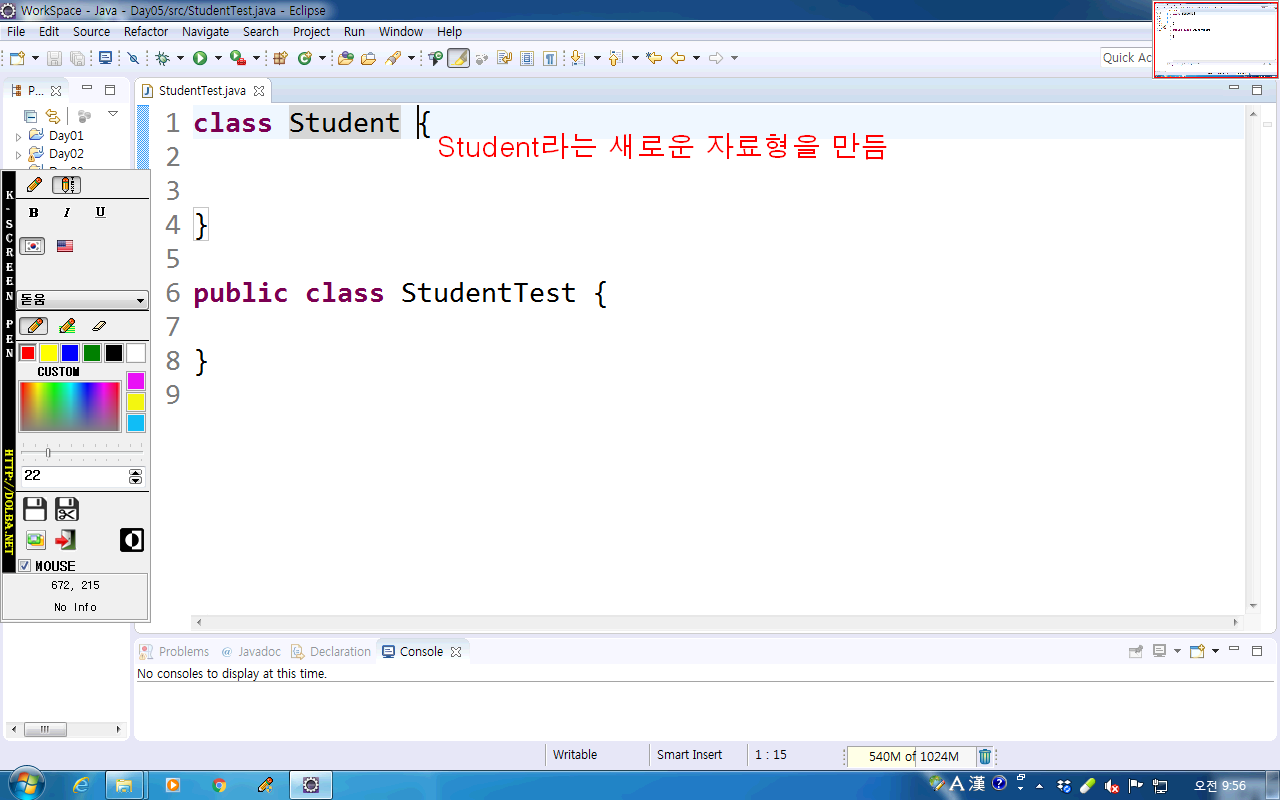 WorkSpace - Java - Day05/src/StudentTest.java - Eclipse
File Edit Source Refactor Navigate Search Project Run Window Help
Quick Ac
P...
StudentTest.java
Day01
Day02
1 class Student {
Student라는 새로운 자료형을 만듬
2
3
4 }
5
6 public class StudentTest {
7
8 }
9
K-SCREEN PEN
HTTP://DOLBA.NET
B I U
돋움
CUSTOM
22
MOUSE
672, 215
No Info
Problems @ Javadoc Declaration Console
No consoles to display at this time.
Writable Smart Insert 1 : 15 540M of 1024M
A 漢
오전 9:56